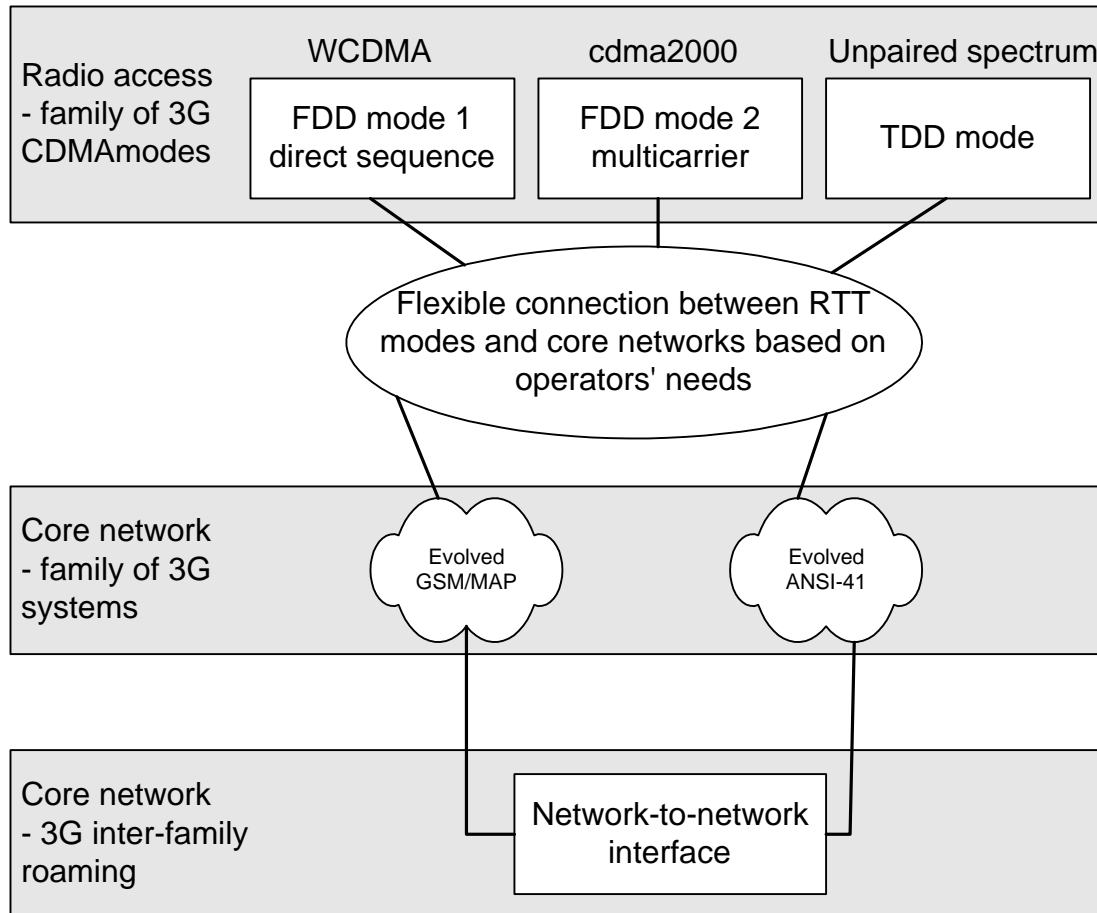 WCDMA
cdma2000
Unpaired spectrum
Radio access
- family of 3G
CDMAmodes
FDD mode 1
direct sequence
FDD mode 2
multicarrier
TDD mode
Flexible connection between RTT
modes and core networks based on
operators' needs
Core network
- family of 3G
systems
Evolved
GSM/MAP
Evolved
ANSI-41
Core network
- 3G inter-family
roaming
Network-to-network
interface